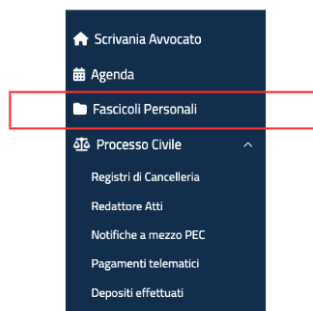 Scrivania Avvocato
Agenda
Fascicoli Personali
Processo Civile
Registri di Cancelleria
Redattore Atti
Notifiche a mezzo PEC
Pagamenti telematici
Depositi effettuati